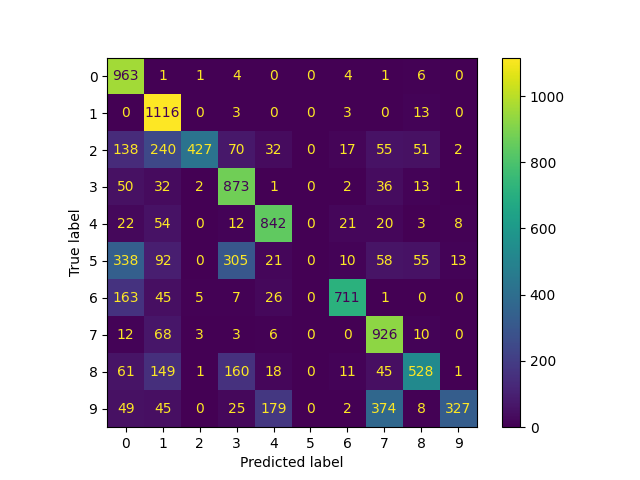 0 963 1 1 4 0 0 4 1 6 0
1 0 1116 0 3 0 0 3 0 13 0
2 138 240 427 70 32 0 17 55 51 2
3 50 32 2 873 1 0 2 36 13 1
4 22 54 0 12 842 0 21 20 3 8
5 338 92 0 305 21 0 10 58 55 13
6 163 45 5 7 26 0 711 1 0 0
7 12 68 3 3 6 0 0 926 10 0
8 61 149 1 160 18 0 11 45 528 1
9 49 45 0 25 179 0 2 374 8 327
0 1 2 3 4 5 6 7 8 9
Predicted label
True label
1000
800
600
400
200
0